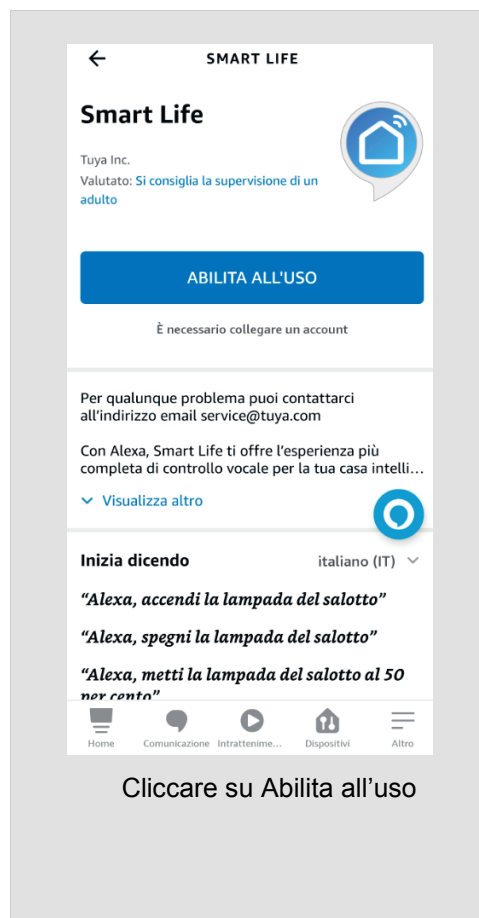 SMART LIFE
Smart Life
Tuya Inc.
Valutato: Si consiglia la supervisione di un
adulto
ABILITA ALL'USO
È necessario collegare un account
Per qualunque problema puoi contattarci
all'indirizzo email service@tuya.com
Con Alexa, Smart Life ti offre l'esperienza più
completa di controllo vocale per la tua casa intelli...
Visualizza altro
Inizia dicendo
italiano (IT)
“Alexa, accendi la lampada del salotto”
“Alexa, spegni la lampada del salotto”
“Alexa, metti la lampada del salotto al 50
per cento”
Home Comunicazione Intrattenime... Dispositivi Altro
Cliccare su Abilita all’uso